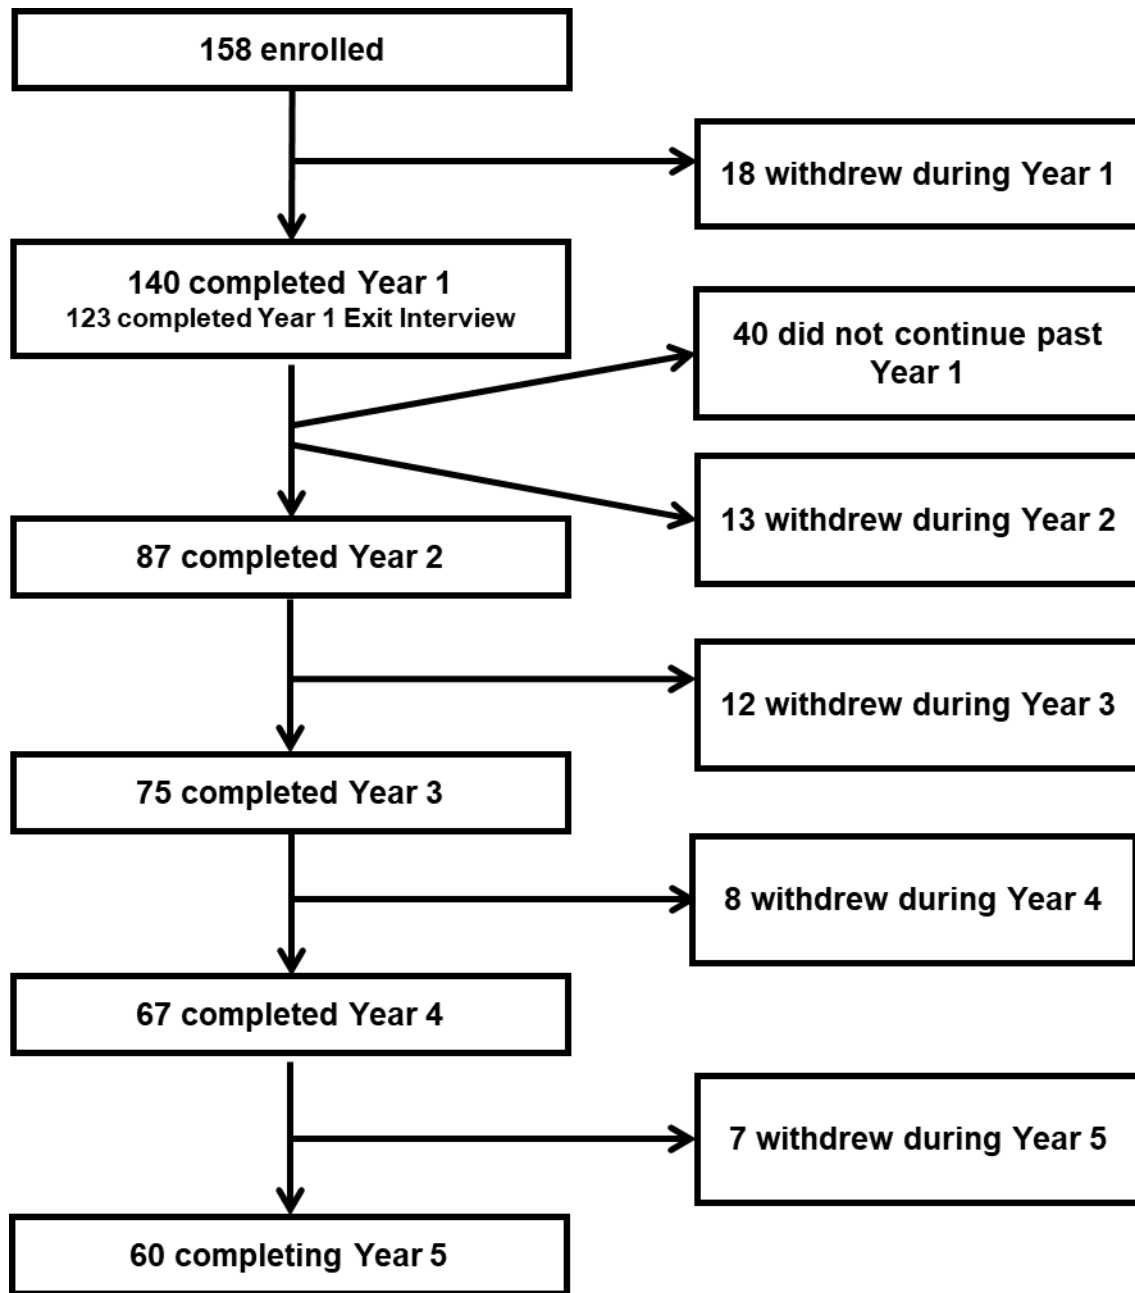 158 enrolled
18 withdrew during Year 1
140 completed Year 1
123 completed Year 1 Exit Interview
40 did not continue past
Year 1
13 withdrew during Year 2
87 completed Year 2
12 withdrew during Year 3
75 completed Year 3
8 withdrew during Year 4
67 completed Year 4
7 withdrew during Year 5
60 completing Year 5